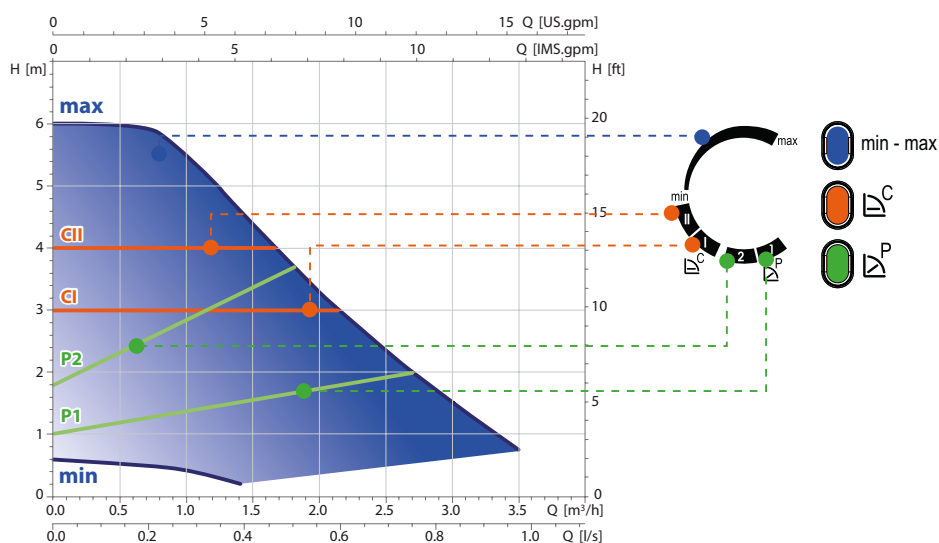 0 5 10 15 Q [US.gpm]
0 5 10 Q [IMS.gpm]
H [m] H [ft]
max
6 20
5
CII 15
4
CI
3 10
P2
2
P1 5
1
min
0 0
0.0 0.5 1.0 1.5 2.0 2.5 3.0 3.5 Q [m³/h]
0.0 0.2 0.4 0.6 0.8 1.0 Q [l/s]
max
min
II
I
2
1
C
P
min - max
C
P